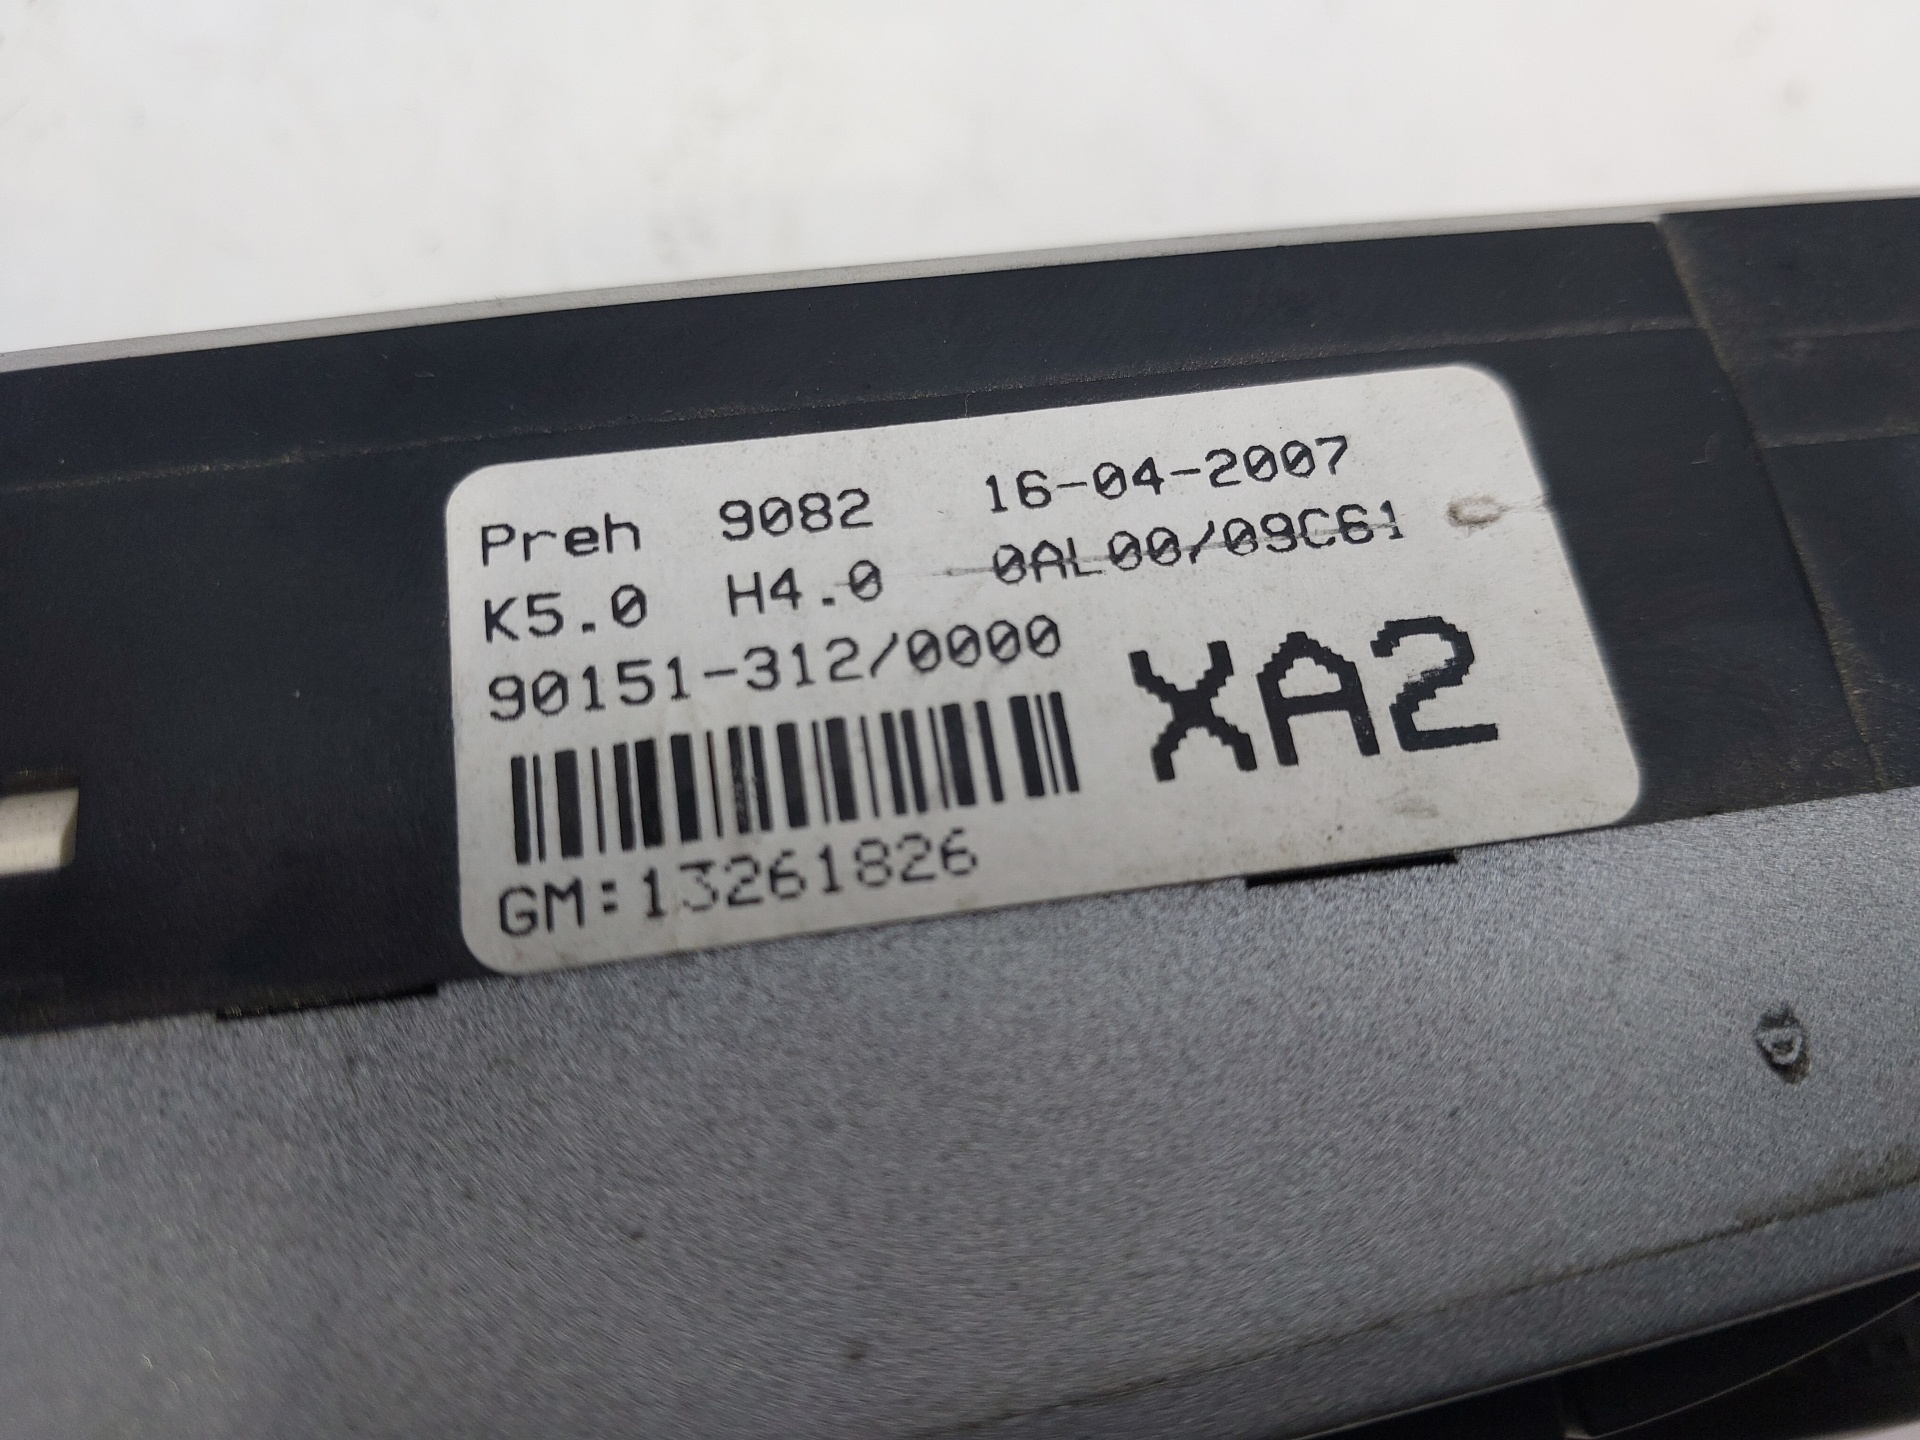 Preh 9082 16-04-2007
K5.0 H4.0 0AL00/09C61
90151-312/0000
XA2
GM:13261826